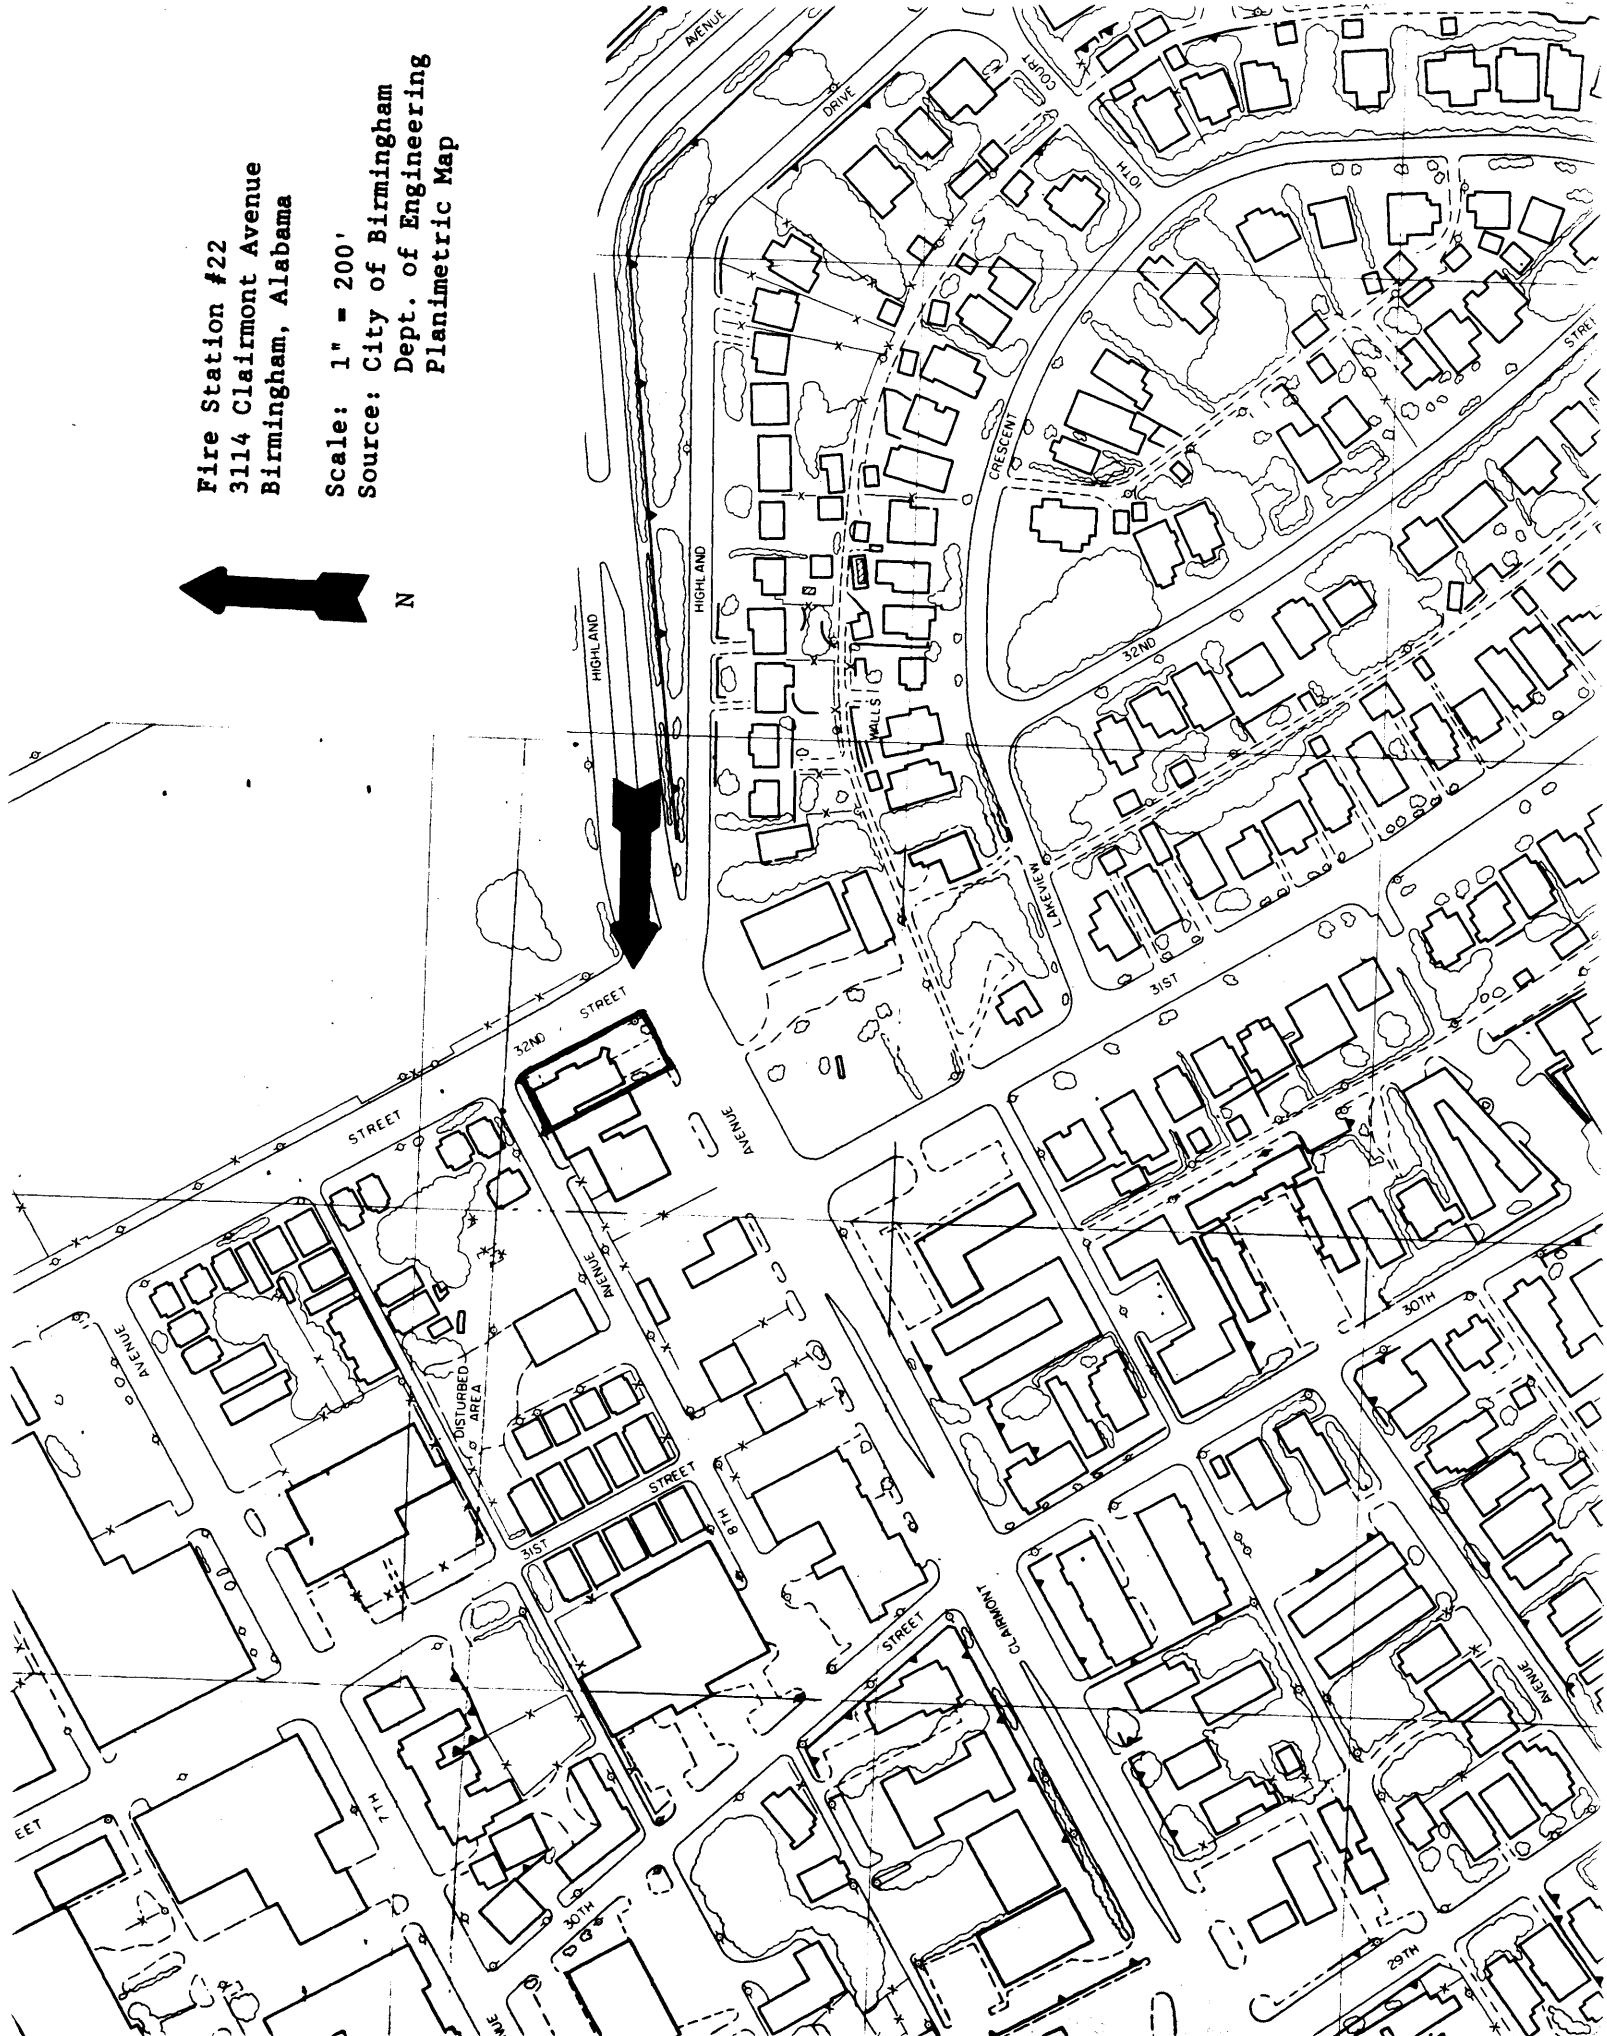 Fire Station #22
3114 Clairmont Avenue
Birmingham, Alabama
Scale: 1" = 200'
Source: City of Birmingham
Dept. of Engineering
Planimetric Map
N
AVENUE
DRIVE
COURT
10TH
HIGHLAND
HIGHLAND
CRESCENT
32ND
WALLS
LAKEVIEW
31ST
32ND STREET
STREET
AVENUE
AVENUE
AVENUE
DISTURBED
AREA
30TH
31ST STREET
8TH
STREET
CLAIRMONT
AVENUE
7TH
30TH
29TH